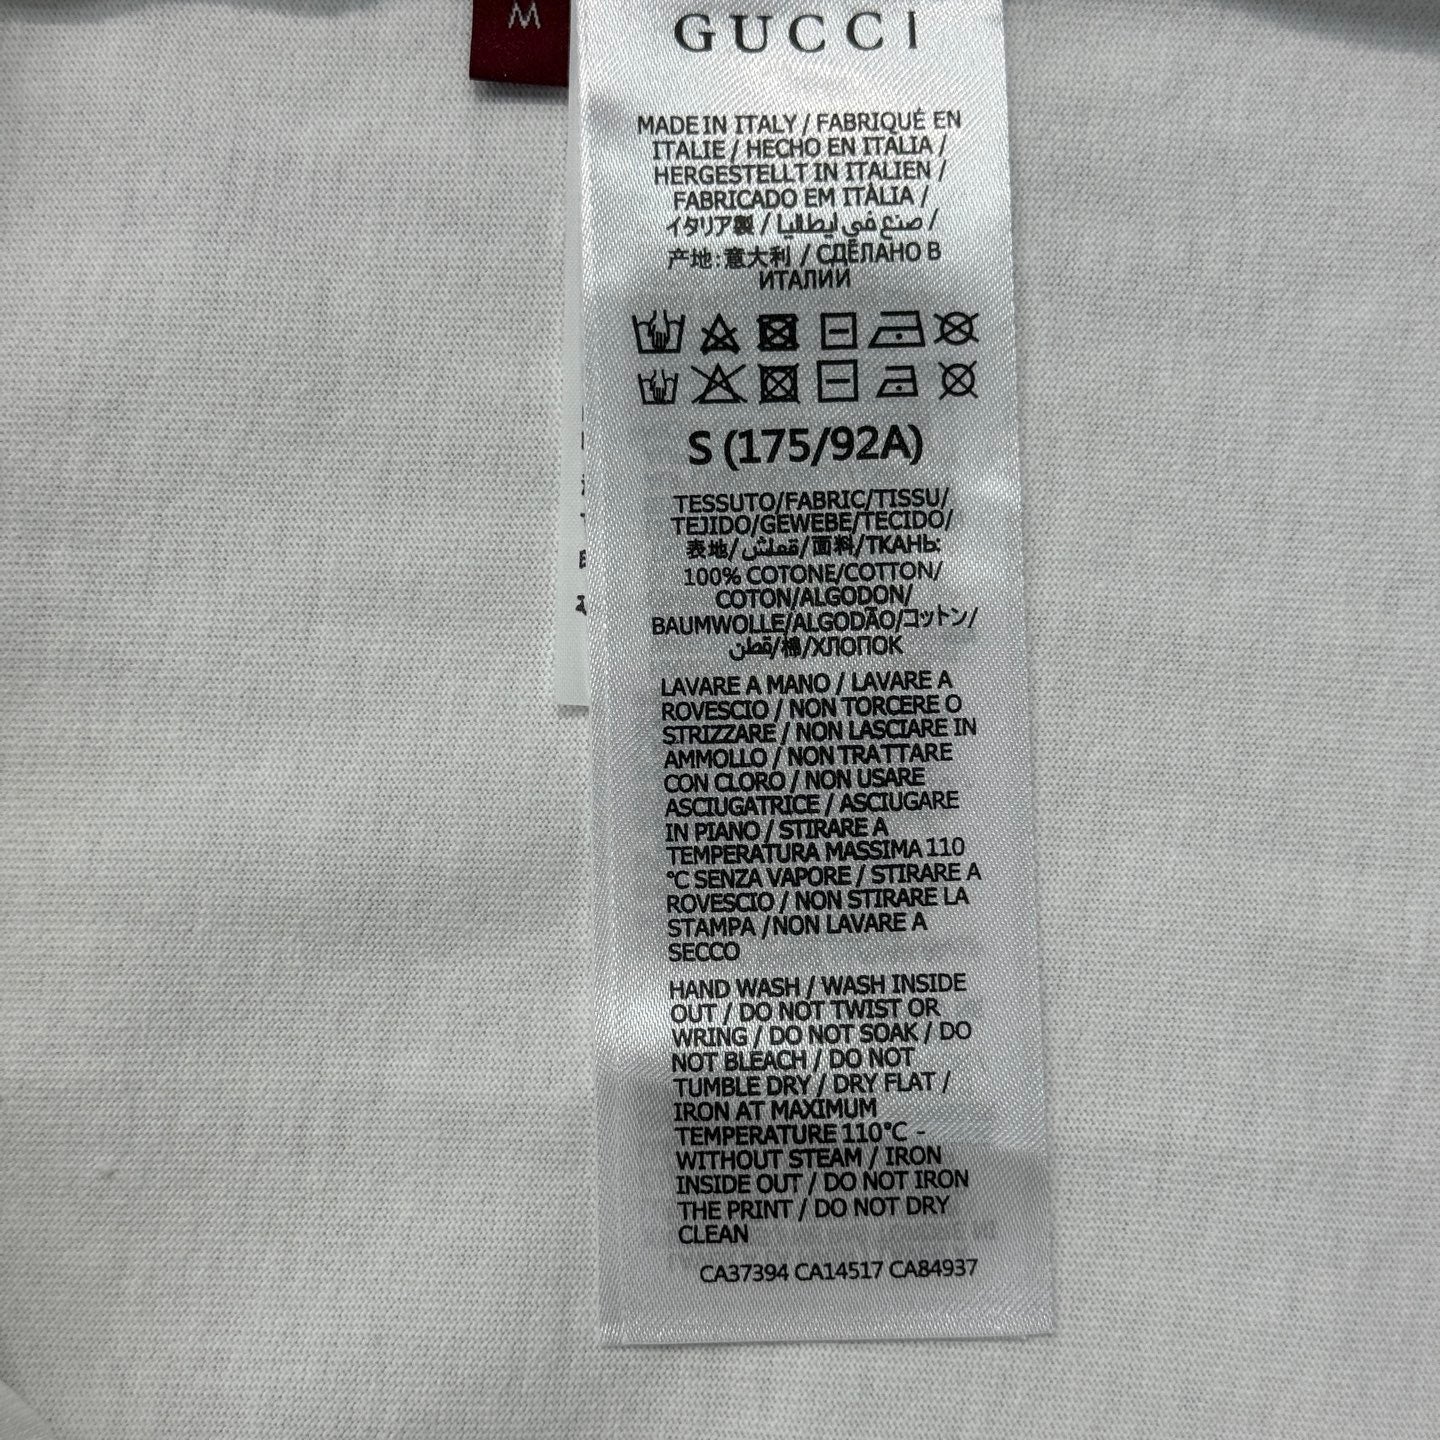 M
GUCCI
MADE IN ITALY / FABRIQUÉ EN
ITALIE / HECHO EN ITALIA /
HERGESTELLT IN ITALIEN /
FABRICADO EM ITÀLIA /
イタリア製 / صنع في إيطاليا /
产地:意大利 / СДЕЛАНО В
ИТАЛИИ
S (175/92A)
TESSUTO/FABRIC/TISSU/
TEJIDO/GEWEBE/TECIDO/
表地/قماش/面料/ТКАНЬ:
100% COTONE/COTTON/
COTON/ALGODON/
BAUMWOLLE/ALGODÃO/コットン/
قطن/棉/ХЛОПОК
LAVARE A MANO / LAVARE A
ROVESCIO / NON TORCERE O
STRIZZARE / NON LASCIARE IN
AMMOLLO / NON TRATTARE
CON CLORO / NON USARE
ASCIUGATRICE / ASCIUGARE
IN PIANO / STIRARE A
TEMPERATURA MASSIMA 110
°C SENZA VAPORE / STIRARE A
ROVESCIO / NON STIRARE LA
STAMPA /NON LAVARE A
SECCO
HAND WASH / WASH INSIDE
OUT / DO NOT TWIST OR
WRING / DO NOT SOAK / DO
NOT BLEACH / DO NOT
TUMBLE DRY / DRY FLAT /
IRON AT MAXIMUM
TEMPERATURE 110°C -
WITHOUT STEAM / IRON
INSIDE OUT / DO NOT IRON
THE PRINT / DO NOT DRY
CLEAN
CA37394 CA14517 CA84937